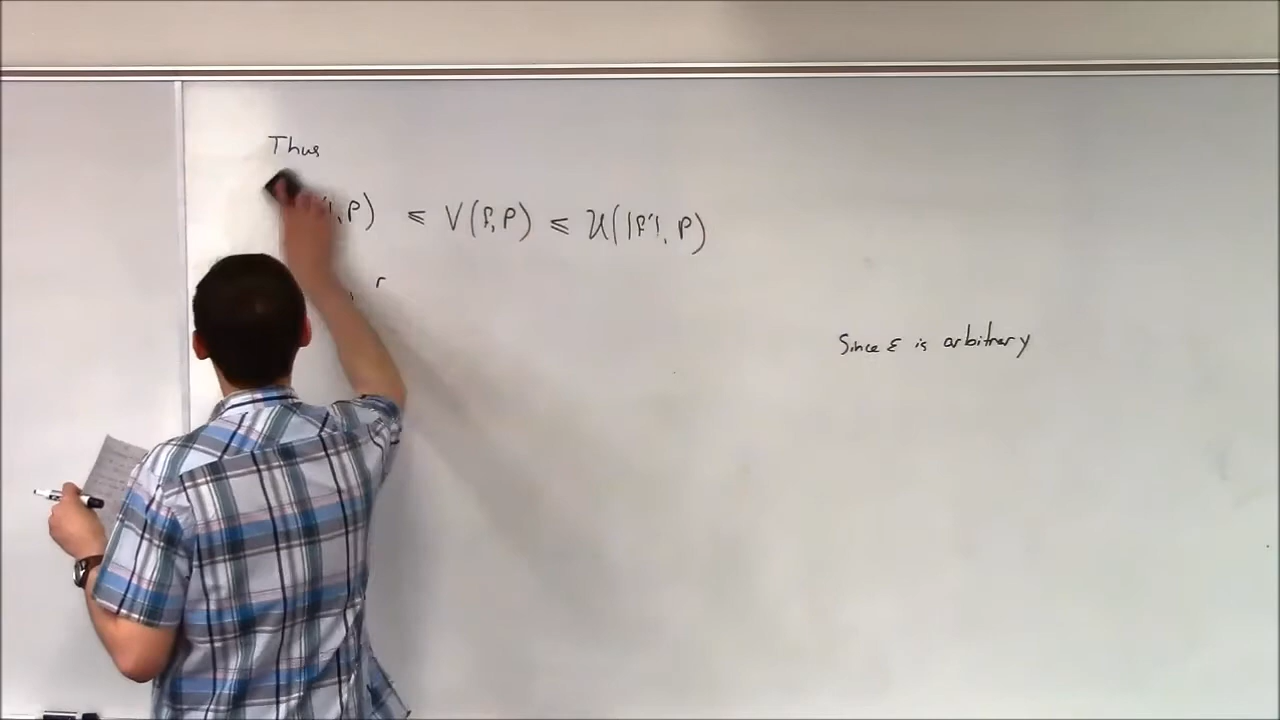 Thus
|, P) ≤ V(f, P) ≤ U(|f'|, P)
Since ε is arbitrary